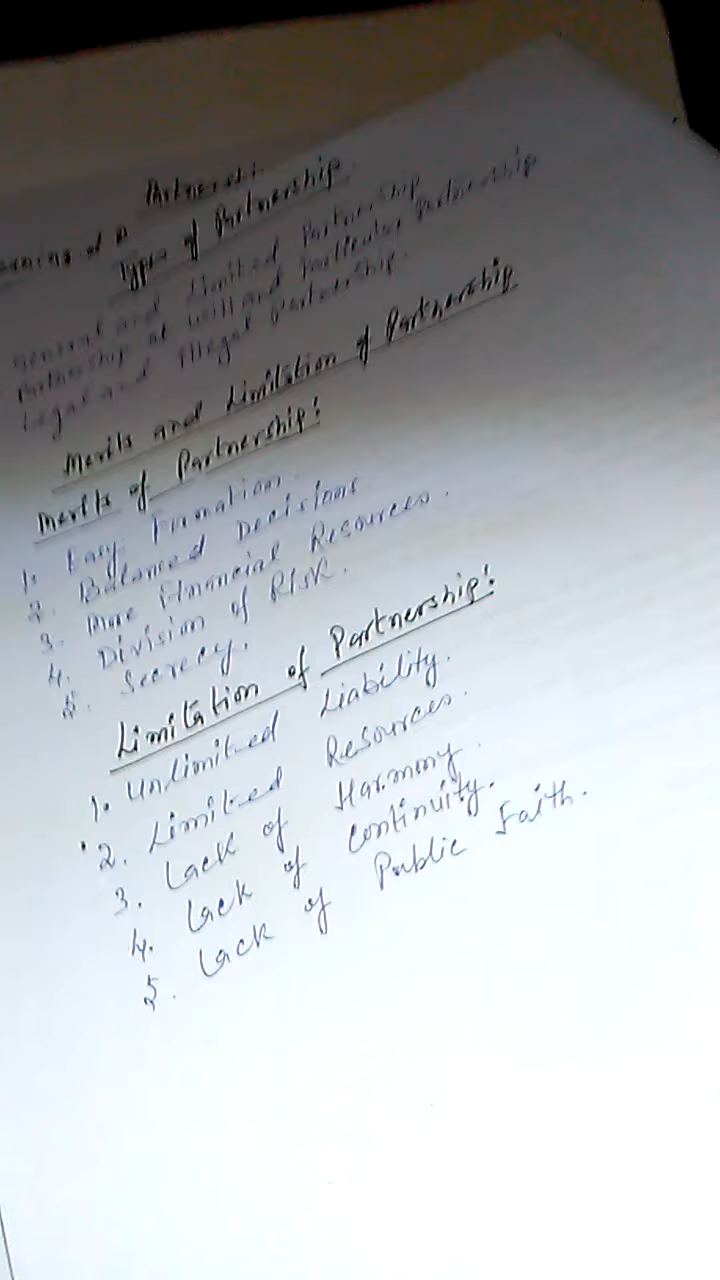 Types of Partnership
General and Limited Partnership
Partnership at will and Particular Partnership
Legal and Illegal Partnership.
Merits and Limitation of Partnership
Merits of Partnership:
1. Easy Formation.
2. Balanced Decisions
3. More Financial Resources.
4. Division of Risk.
5. Secrecy.
Limitation of Partnership:
1. Unlimited Liability.
2. Limited Resources.
3. Lack of Harmony.
4. Lack of continuity.
5. Lack of Public Faith.